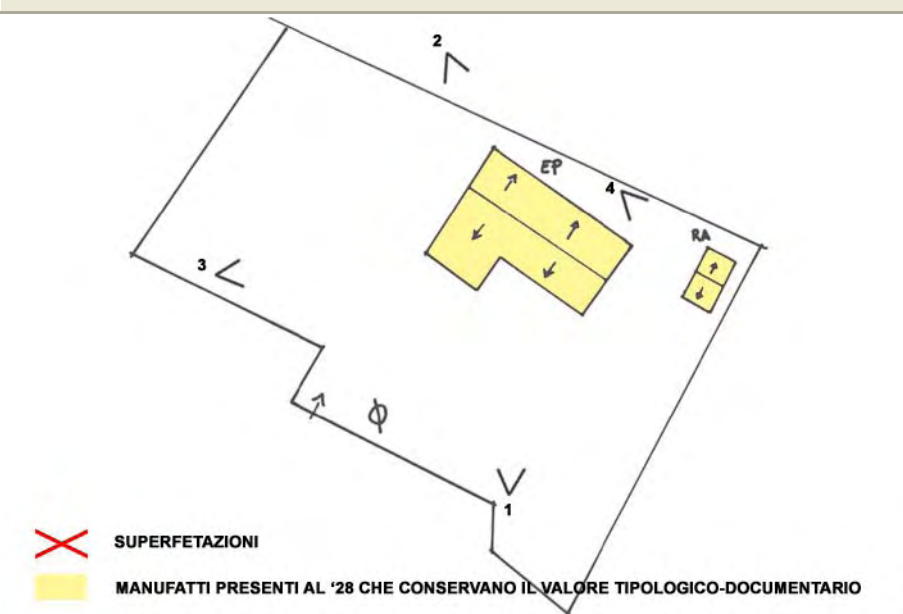 2
EP
4
RA
3
Φ
1
SUPERFETAZIONI
MANUFATTI PRESENTI AL ‘28 CHE CONSERVANO IL VALORE TIPOLOGICO-DOCUMENTARIO